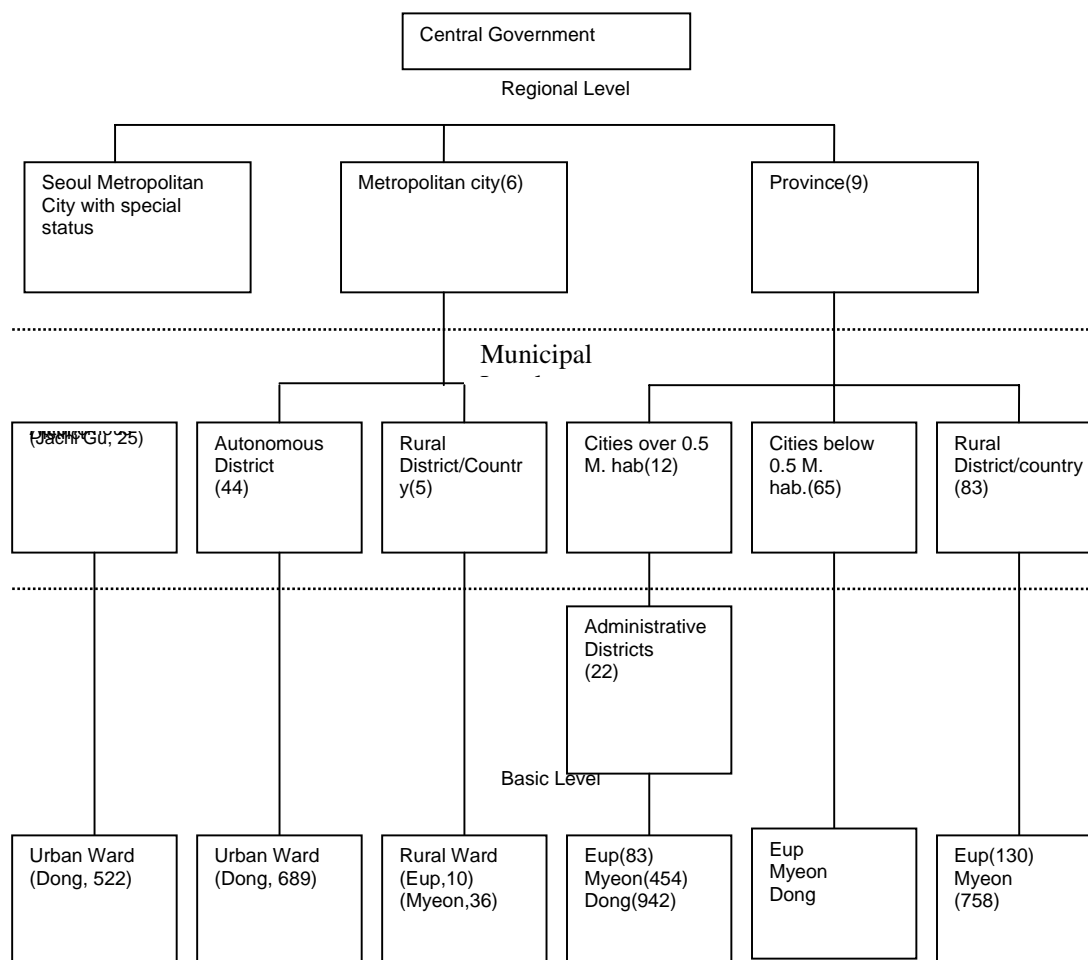 Central Government
Regional Level
Seoul Metropolitan
City with special
status
Metropolitan city(6)
Province(9)
Municipal
(Jachi Gu, 25)
Autonomous
District
(44)
Rural
District/Countr
y(5)
Cities over 0.5
M. hab(12)
Cities below
0.5 M.
hab.(65)
Rural
District/country
(83)
Administrative
Districts
(22)
Basic Level
Urban Ward
(Dong, 522)
Urban Ward
(Dong, 689)
Rural Ward
(Eup,10)
(Myeon,36)
Eup(83)
Myeon(454)
Dong(942)
Eup
Myeon
Dong
Eup(130)
Myeon
(758)